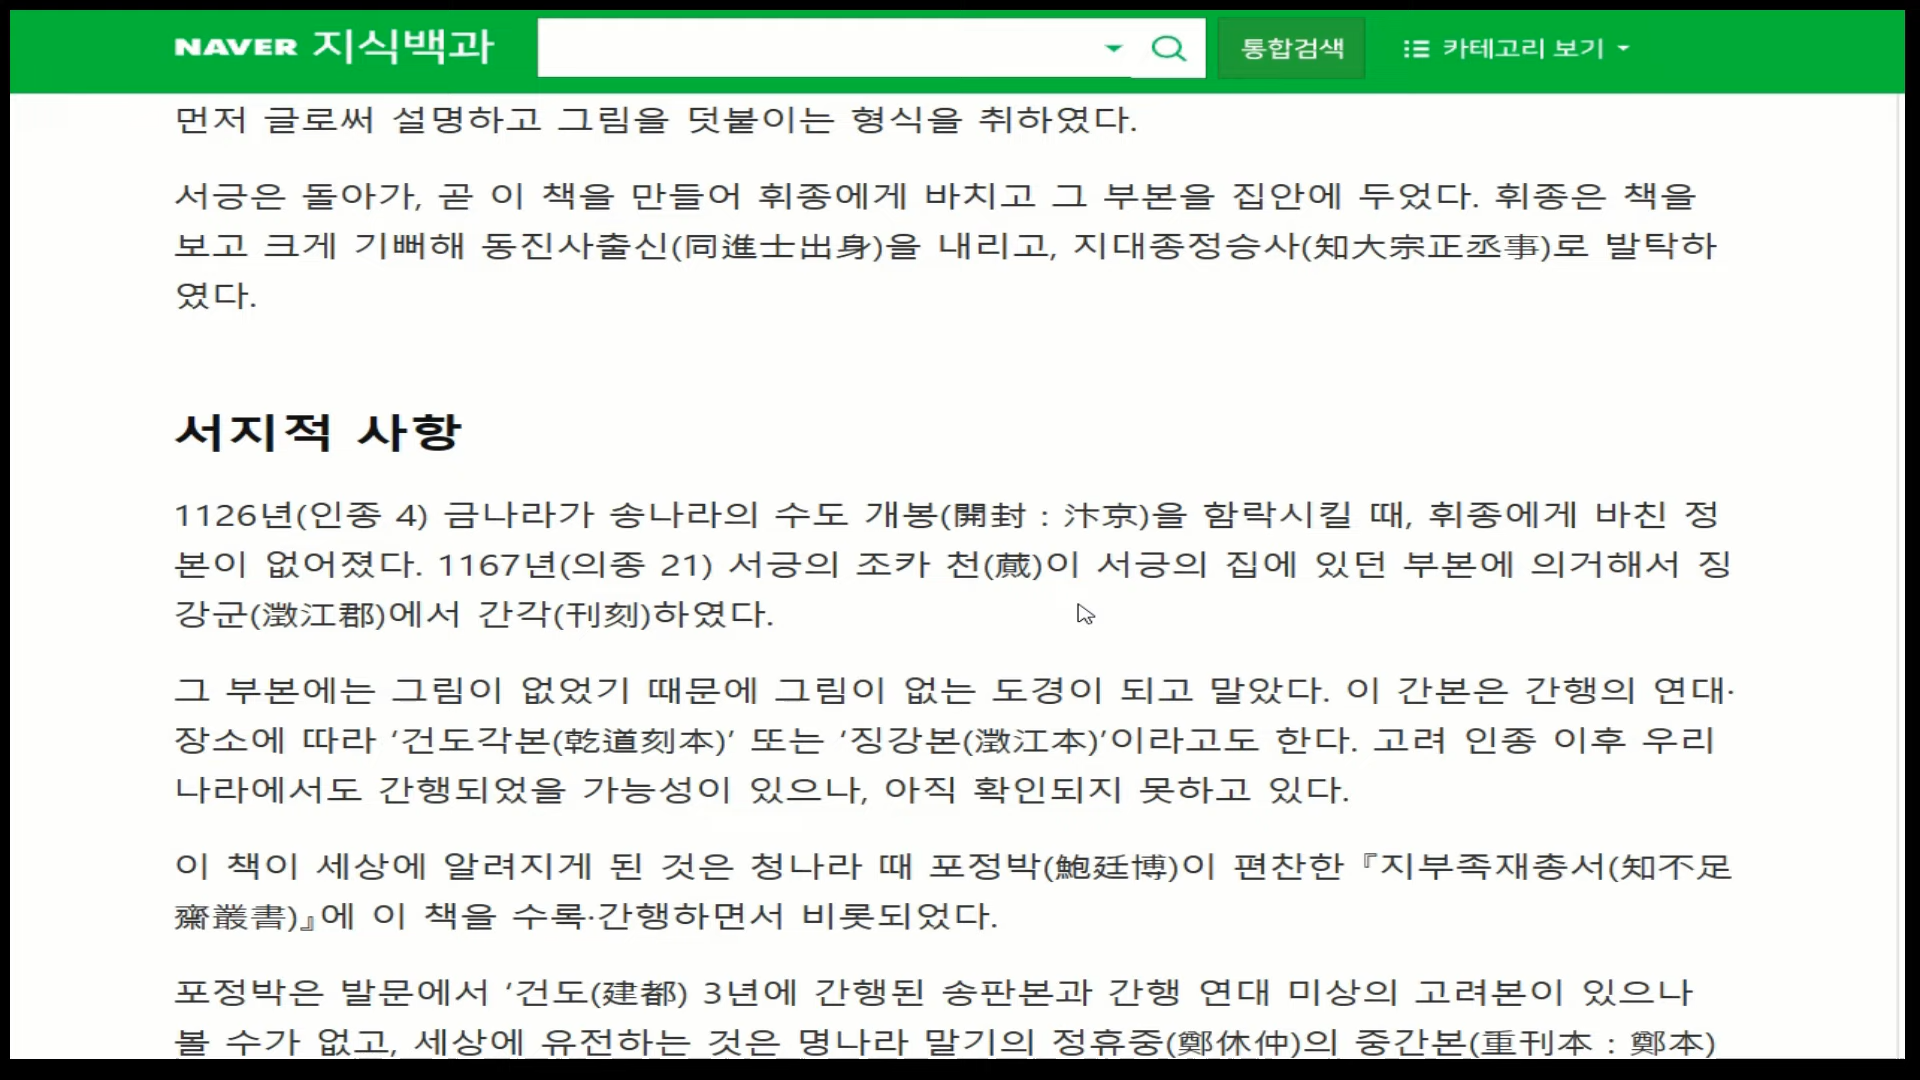 NAVER 지식백과
통합검색
카테고리 보기
먼저 글로써 설명하고 그림을 덧붙이는 형식을 취하였다.
서긍은 돌아가, 곧 이 책을 만들어 휘종에게 바치고 그 부본을 집안에 두었다. 휘종은 책을
보고 크게 기뻐해 동진사출신(同進士出身)을 내리고, 지대종정승사(知大宗正丞事)로 발탁하
였다.
서지적 사항
1126년(인종 4) 금나라가 송나라의 수도 개봉(開封 : 汴京)을 함락시킬 때, 휘종에게 바친 정
본이 없어졌다. 1167년(의종 21) 서긍의 조카 천(蕆)이 서긍의 집에 있던 부본에 의거해서 징
강군(澂江郡)에서 간각(刊刻)하였다.
그 부본에는 그림이 없었기 때문에 그림이 없는 도경이 되고 말았다. 이 간본은 간행의 연대·
장소에 따라 ‘건도각본(乾道刻本)’ 또는 ‘징강본(澂江本)’이라고도 한다. 고려 인종 이후 우리
나라에서도 간행되었을 가능성이 있으나, 아직 확인되지 못하고 있다.
이 책이 세상에 알려지게 된 것은 청나라 때 포정박(鮑廷博)이 편찬한 『지부족재총서(知不足
齋叢書)』에 이 책을 수록·간행하면서 비롯되었다.
포정박은 발문에서 ‘건도(建都) 3년에 간행된 송판본과 간행 연대 미상의 고려본이 있으나
볼 수가 없고, 세상에 유전하는 것은 명나라 말기의 정휴중(鄭休仲)의 중간본(重刊本 : 鄭本)